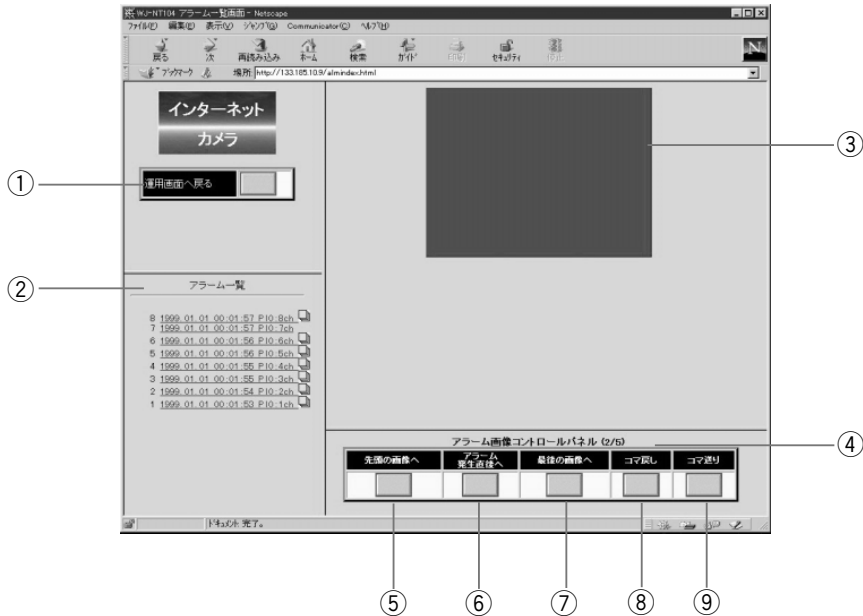 WJ-NT104 アラーム一覧画面 - Netscape
ファイル(F) 編集(E) 表示(V) ジャンプ(G) Communicator(C) ヘルプ(H)
戻る 次 再読み込み ホーム 検索 ガイド 印刷 セキュリティ 停止
ブックマーク 場所: http://133.185.10.9/almindex.html
インターネット
カメラ
運用画面へ戻る
アラーム一覧
8 1999.01.01 00:01:57 PIO:8ch
7 1999.01.01 00:01:57 PIO:7ch
6 1999.01.01 00:01:56 PIO:6ch
5 1999.01.01 00:01:56 PIO:5ch
4 1999.01.01 00:01:55 PIO:4ch
3 1999.01.01 00:01:55 PIO:3ch
2 1999.01.01 00:01:54 PIO:2ch
1 1999.01.01 00:01:53 PIO:1ch
アラーム画像コントロールパネル (2/5)
先頭の画像へ
アラーム
発生直後へ
最後の画像へ
コマ戻し
コマ送り
ドキュメント:完了。
①
②
③
④
⑤
⑥
⑦
⑧
⑨